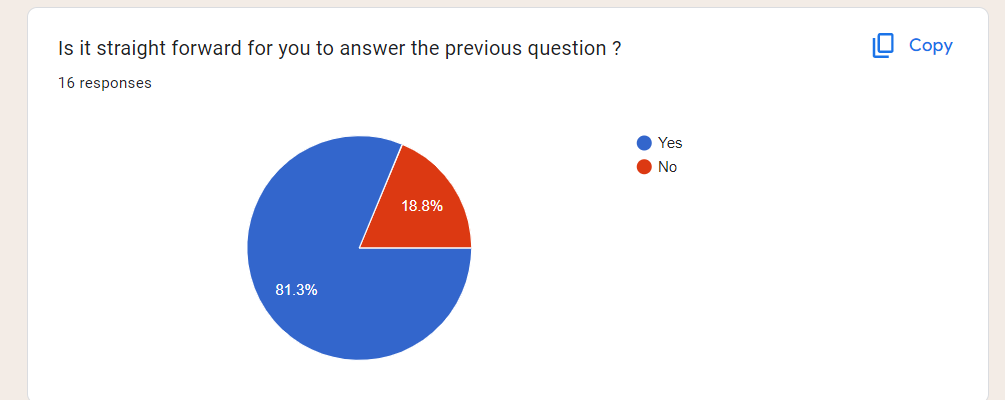 Is it straight forward for you to answer the previous question ?
Copy
16 responses
Yes
No
18.8%
81.3%